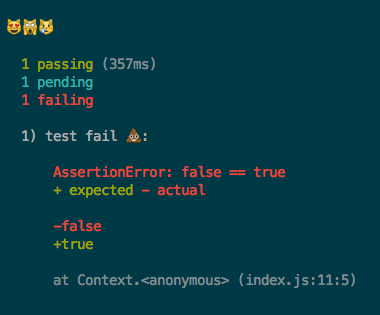 😻🙀😿
1 passing (357ms)
1 pending
1 failing
1) test fail 💩:
AssertionError: false == true
+ expected - actual
-false
+true
at Context.<anonymous> (index.js:11:5)